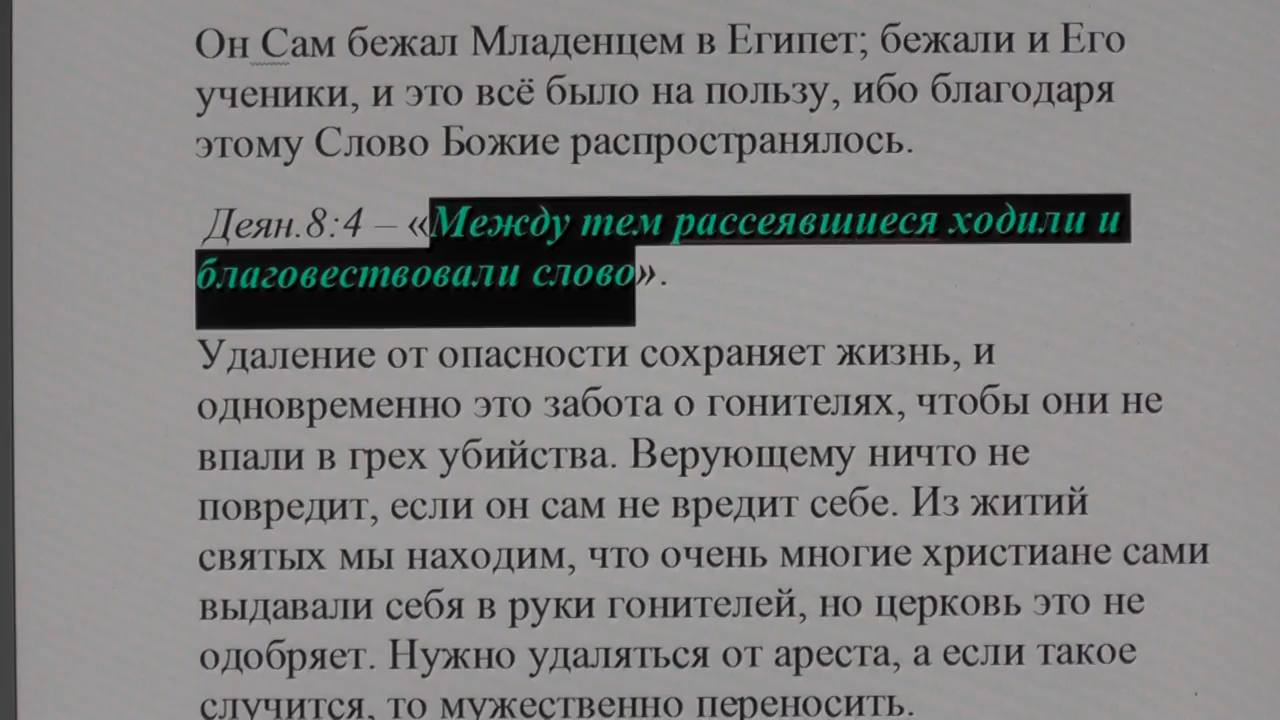 Он Сам бежал Младенцем в Египет; бежали и Его
ученики, и это всё было на пользу, ибо благодаря
этому Слово Божие распространялось.
Деян.8:4 – «Между тем рассеявшиеся ходили и
благовествовали слово».
Удаление от опасности сохраняет жизнь, и
одновременно это забота о гонителях, чтобы они не
впали в грех убийства. Верующему ничто не
повредит, если он сам не вредит себе. Из житий
святых мы находим, что очень многие христиане сами
выдавали себя в руки гонителей, но церковь это не
одобряет. Нужно удаляться от ареста, а если такое
случится, то мужественно переносить.